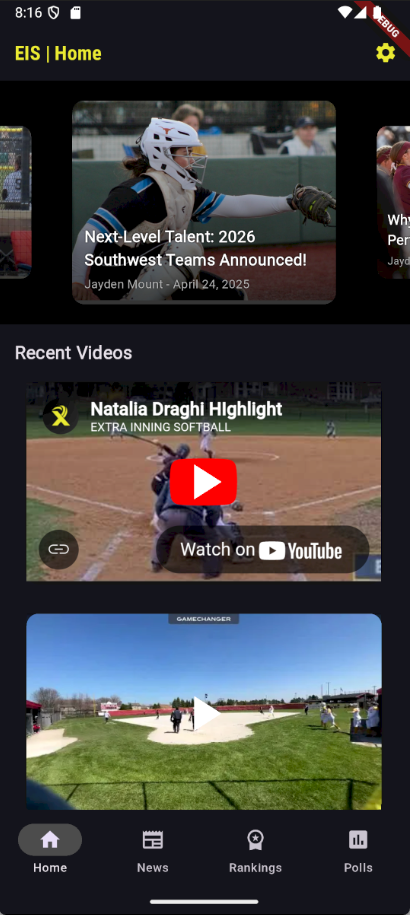 8:16
DEBUG
EIS | Home
Next-Level Talent: 2026
Southwest Teams Announced!
Jayden Mount - April 24, 2025
Why
Per
Jayd
Recent Videos
Natalia Draghi HIghlight
EXTRA INNING SOFTBALL
Watch on YouTube
E
GAMECHANGER
Home
News
Rankings
Polls